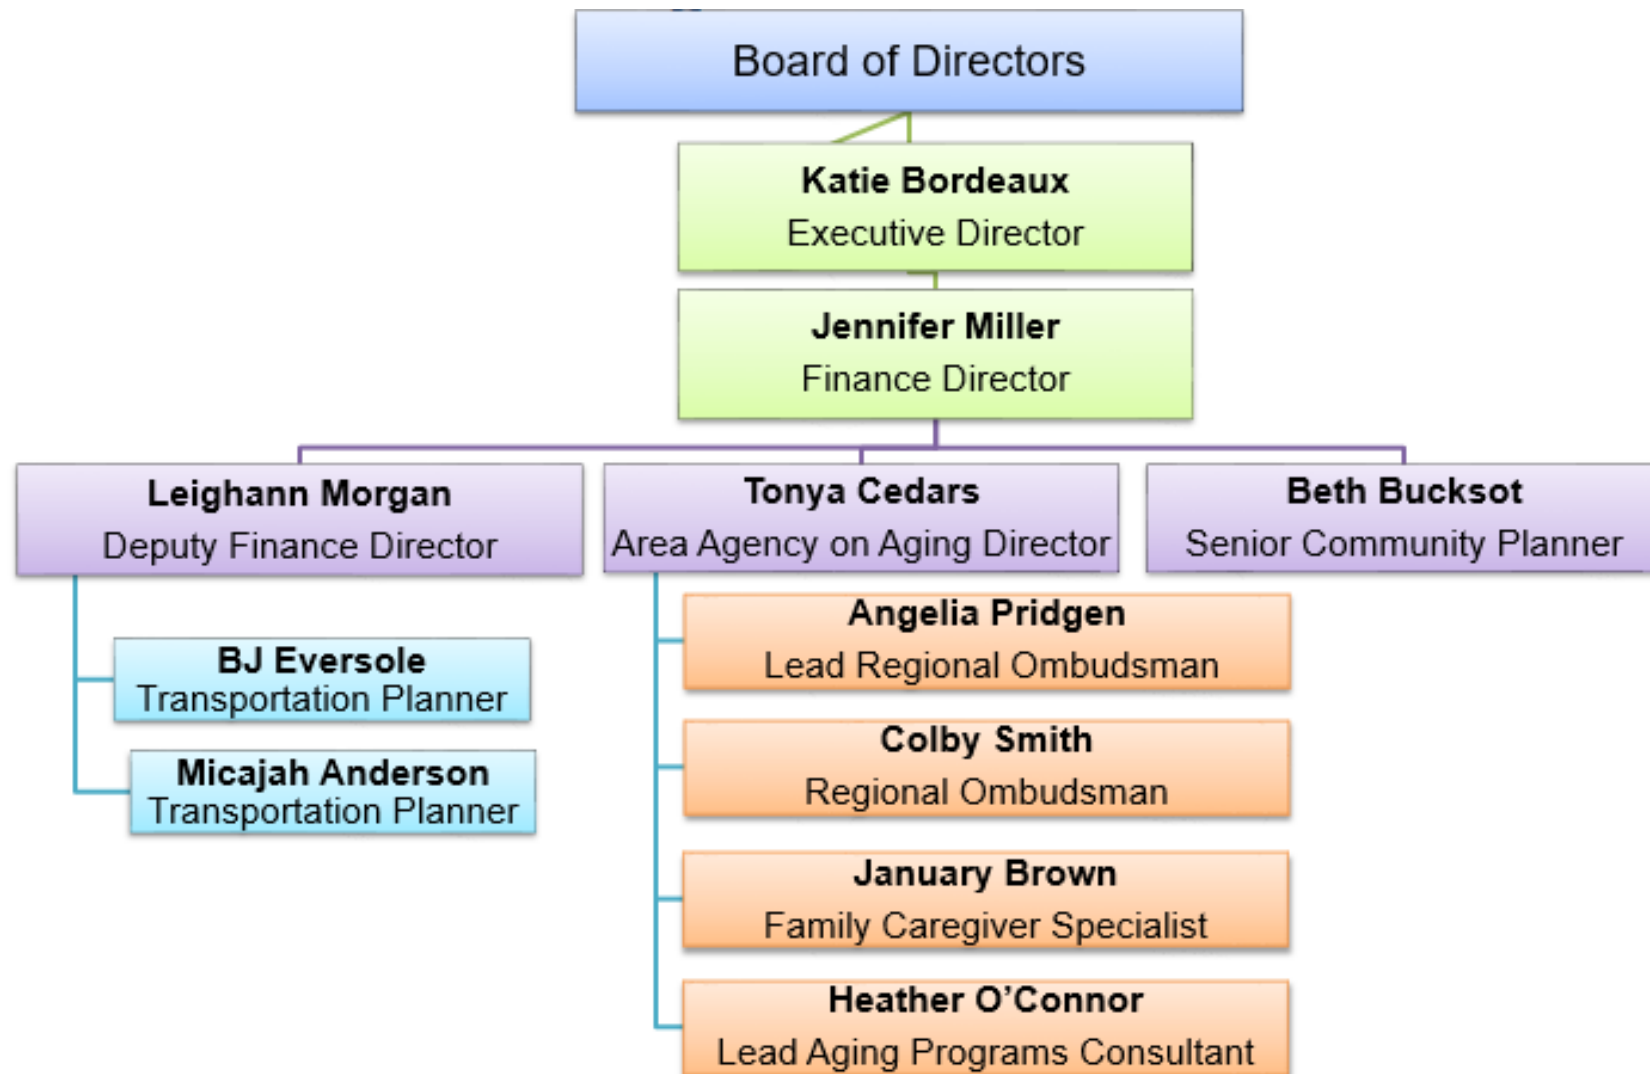 Board of Directors
Katie Bordeaux
Executive Director
Jennifer Miller
Finance Director
Leighann Morgan
Deputy Finance Director
BJ Eversole
Transportation Planner
Micajah Anderson
Transportation Planner
Tonya Cedars
Area Agency on Aging Director
Angelia Pridgen
Lead Regional Ombudsman
Colby Smith
Regional Ombudsman
January Brown
Family Caregiver Specialist
Heather O’Connor
Lead Aging Programs Consultant
Beth Bucksot
Senior Community Planner